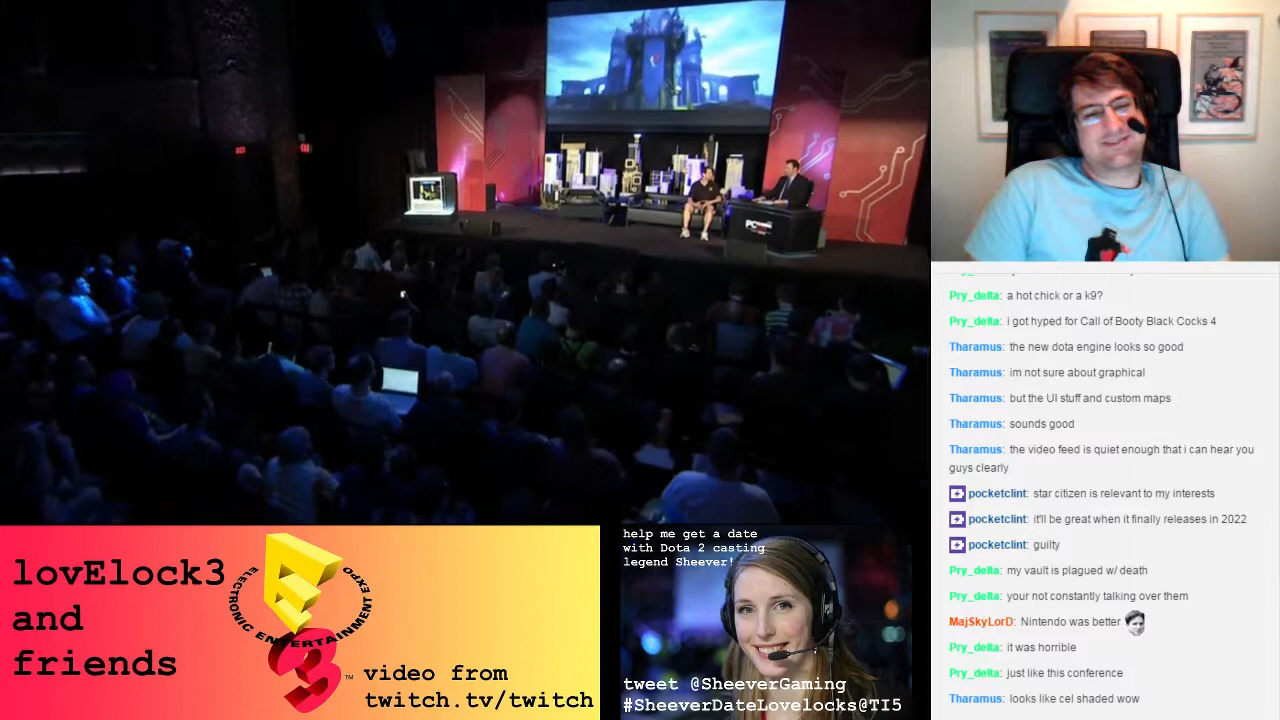 PC
Pry_delta: a hot chick or a k9?
Pry_delta: i got hyped for Call of Booty Black Cocks 4
Tharamus: the new dota engine looks so good
Tharamus: im not sure about graphical
Tharamus: but the UI stuff and custom maps
Tharamus: sounds good
Tharamus: the video feed is quiet enough that i can hear you
guys clearly
pocketclint: star citizen is relevant to my interests
pocketclint: it'll be great when it finally releases in 2022
pocketclint: guilty
Pry_delta: my vault is plagued w/ death
Pry_delta: your not constantly talking over them
MajSkyLorD: Nintendo was better
Pry_delta: it was horrible
Pry_delta: just like this conference
Tharamus: looks like cel shaded wow
lovElock3
and
friends
ELECTRONIC ENTERTAINMENT EXPO
E3
TM
video from
twitch.tv/twitch
help me get a date
with Dota 2 casting
legend Sheever!
tweet @SheeverGaming
#SheeverDateLovelocks@TI5